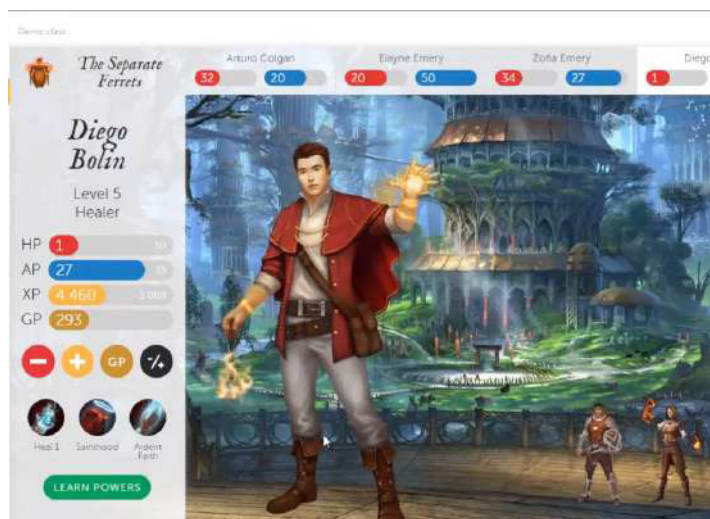 Demo class
The Separate
Ferrets
Arturo Colgan
32
20
Elayne Emery
20
50
Zofia Emery
34
27
Diego
1
Diego
Bolin
Level 5
Healer
HP 1
AP 27
XP 4 460
GP 293
GP
LEARN POWERS
Heal 1
Sainthood
Ardent
Faith